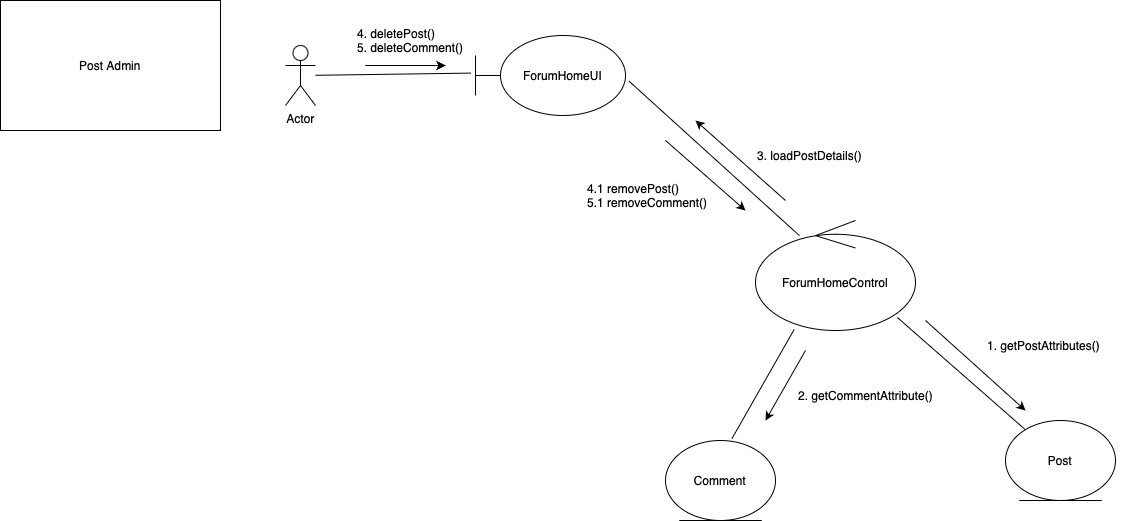 Post Admin
4. deletePost()
5. deleteComment()
ForumHomeUI
Actor
3. loadPostDetails()
4.1 removePost()
5.1 removeComment()
ForumHomeControl
1. getPostAttributes()
2. getCommentAttribute()
Post
Comment